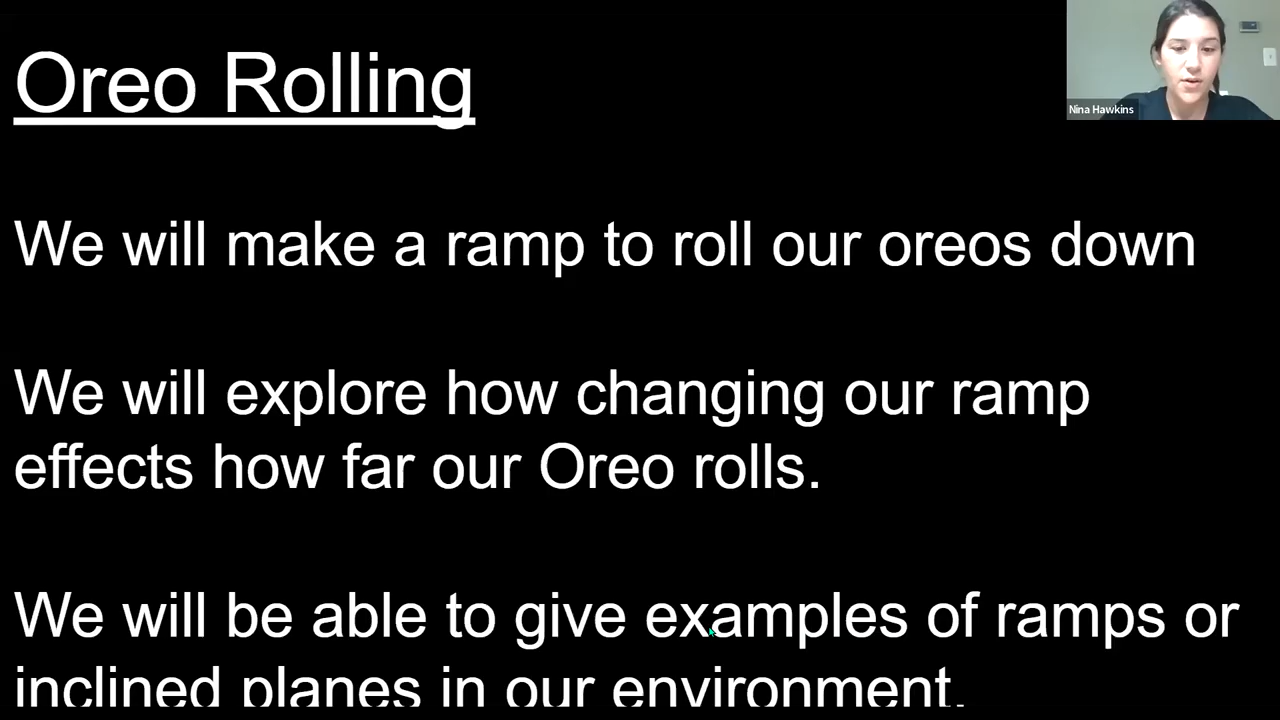 Oreo Rolling
Nina Hawkins
We will make a ramp to roll our oreos down
We will explore how changing our ramp
effects how far our Oreo rolls.
We will be able to give examples of ramps or
inclined planes in our environment.